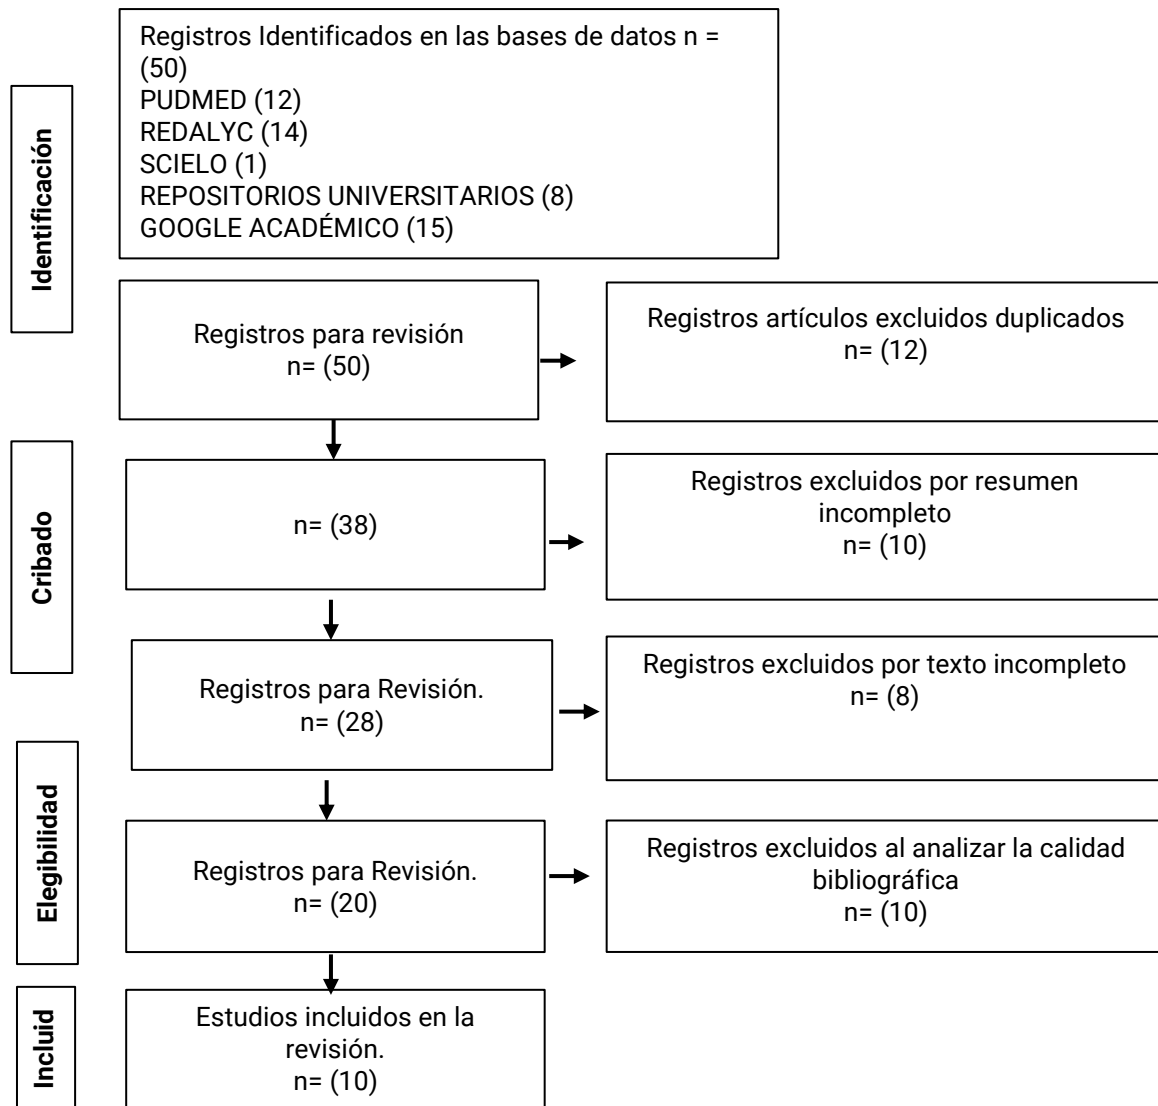 Identificación
Registros Identificados en las bases de datos n =
(50)
PUDMED (12)
REDALYC (14)
SCIELO (1)
REPOSITORIOS UNIVERSITARIOS (8)
GOOGLE ACADÉMICO (15)
Registros para revisión
n= (50)
Registros artículos excluidos duplicados
n= (12)
Cribado
n= (38)
Registros excluidos por resumen
incompleto
n= (10)
Registros para Revisión.
n= (28)
Registros excluidos por texto incompleto
n= (8)
Elegibilidad
Registros para Revisión.
n= (20)
Registros excluidos al analizar la calidad
bibliográfica
n= (10)
Incluid
Estudios incluidos en la
revisión.
n= (10)